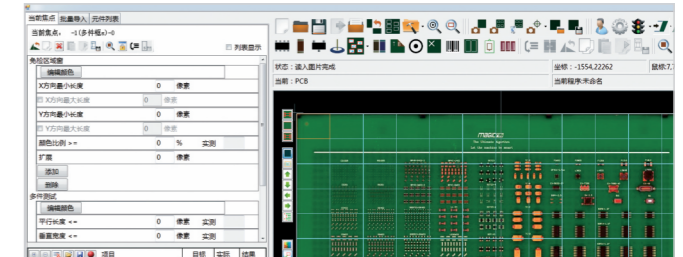 当前焦点 批量导入 元件列表
当前焦点： -1(多件框x)-0
列表显示
免检区域窗
编辑颜色
X方向最小长度 0 像素
X方向最大长度 0 像素
Y方向最小长度 0 像素
Y方向最大长度 0 像素
颜色比例 >= 0 % 实测
扩展 0 像素
添加
删除
多件测试
编辑颜色
平行长度 <= 0 像素 实测
垂直宽度 <= 0 像素 实测
项目 目标 实际 结果
状态：读入图片完成 坐标：-1554,22262 鼠标:7,
当前：PCB 当前程序:未命名